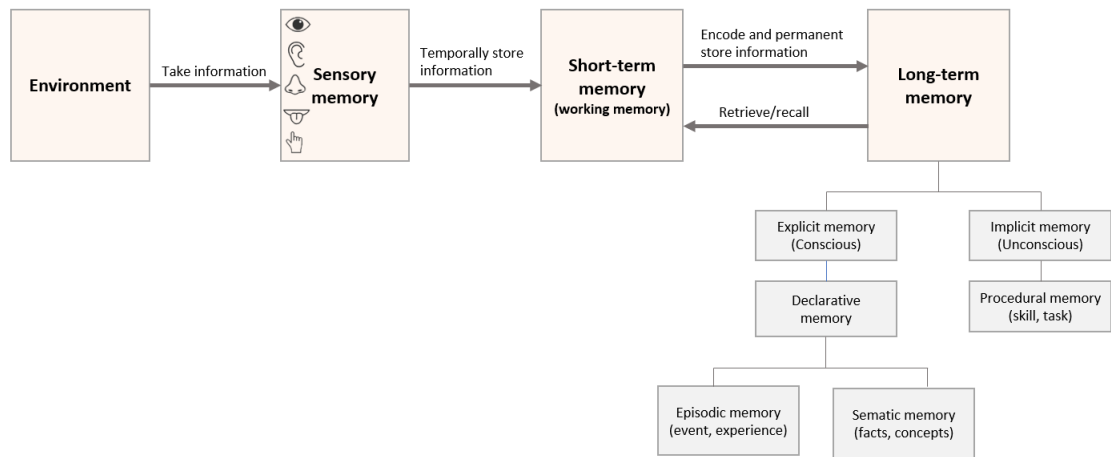 Environment
Take information
Sensory
memory
Temporally store
information
Short-term
memory
(working memory)
Encode and permanent
store information
Retrieve/recall
Long-term
memory
Explicit memory
(Conscious)
Implicit memory
(Unconscious)
Declarative
memory
Procedural memory
(skill, task)
Episodic memory
(event, experience)
Sematic memory
(facts, concepts)